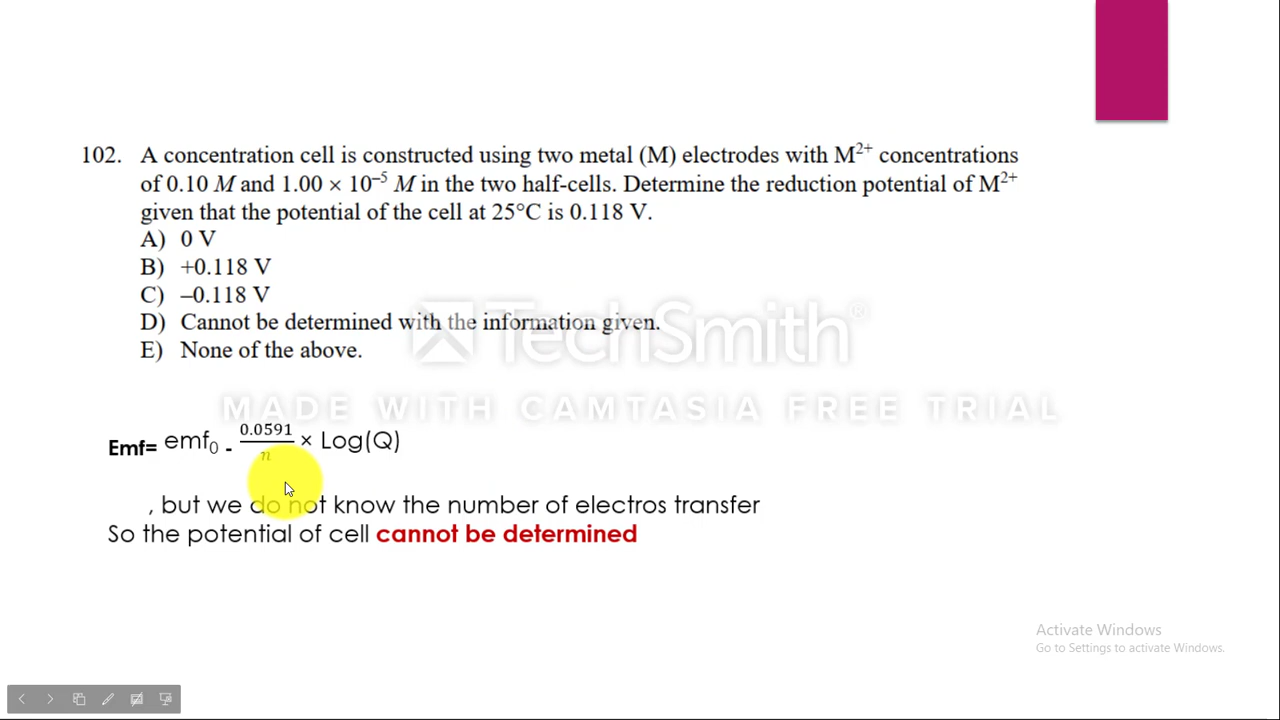 102. A concentration cell is constructed using two metal (M) electrodes with M²⁺ concentrations
of 0.10 M and 1.00 × 10⁻⁵ M in the two half-cells. Determine the reduction potential of M²⁺
given that the potential of the cell at 25°C is 0.118 V.
A) 0 V
B) +0.118 V
C) –0.118 V
D) Cannot be determined with the information given.
E) None of the above.
TechSmith®
MADE WITH CAMTASIA FREE TRIAL
Emf= emf₀ - 0.0591/n × Log(Q)
, but we do not know the number of electros transfer
So the potential of cell cannot be determined
Activate Windows
Go to Settings to activate Windows.